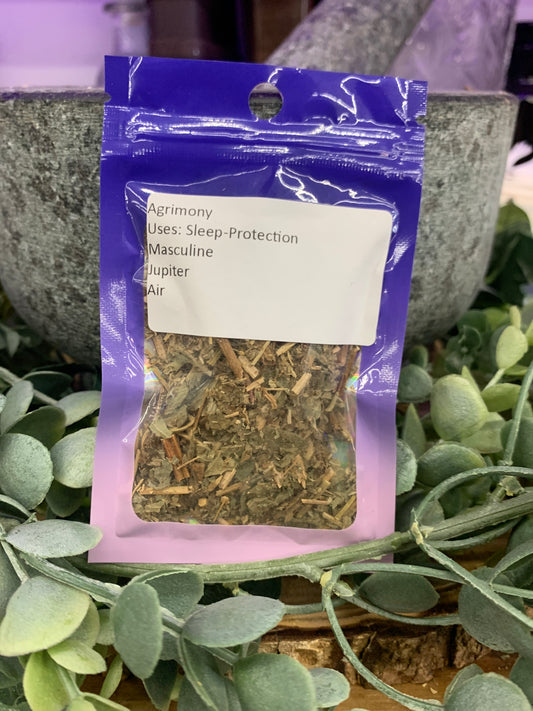 Agrimony
Uses: Sleep-Protection
Masculine
Jupiter
Air